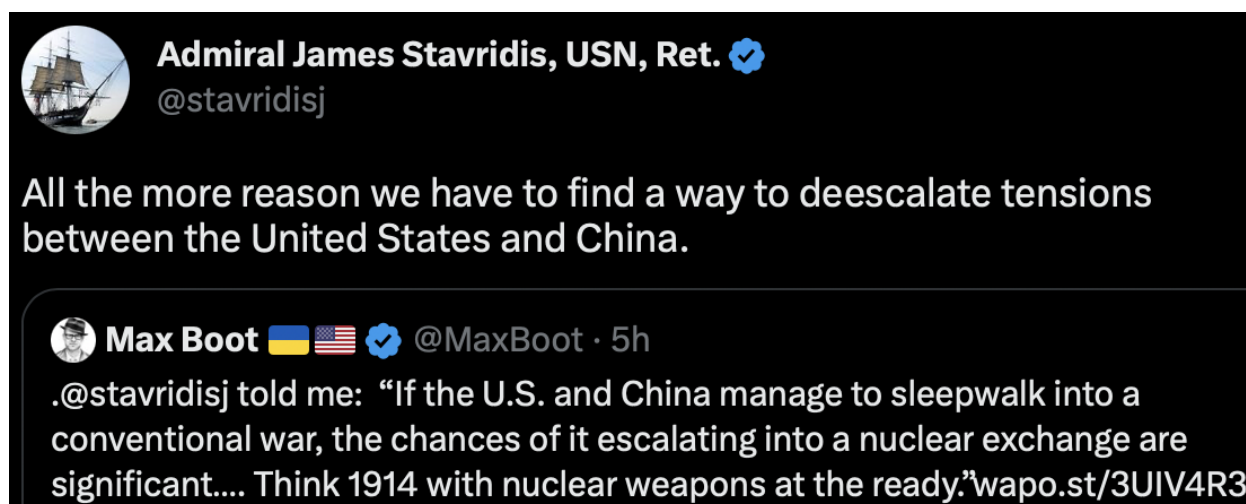 Admiral James Stavridis, USN, Ret.
@stavridisj
All the more reason we have to find a way to deescalate tensions
between the United States and China.
Max Boot 🇺🇦🇺🇸 @MaxBoot · 5h
.@stavridisj told me:  “If the U.S. and China manage to sleepwalk into a
conventional war, the chances of it escalating into a nuclear exchange are
significant.... Think 1914 with nuclear weapons at the ready.”wapo.st/3UIV4R3